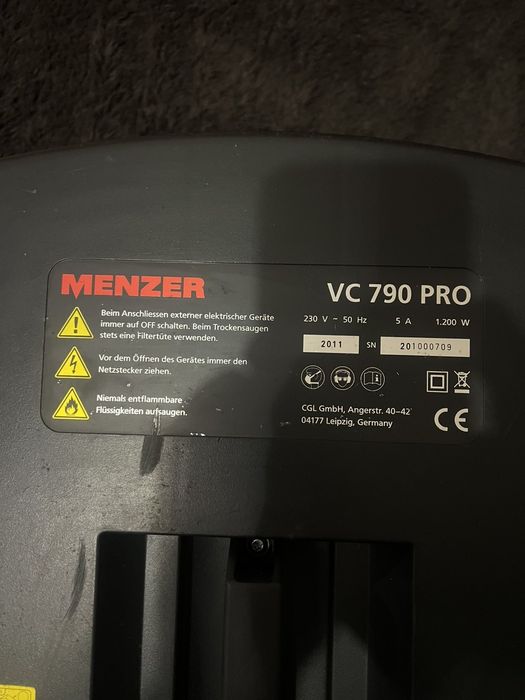 MENZER
VC 790 PRO
Beim Anschliessen externer elektrischer Geräte
immer auf OFF schalten. Beim Trockensaugen
stets eine Filtertüte verwenden.
Vor dem Öffnen des Gerätes immer den
Netzstecker ziehen.
Niemals entflammbare
Flüssigkeiten aufsaugen.
230 V ~ 50 Hz 5 A 1.200 W
2011 SN 201000709
CGL GmbH, Angerstr. 40–42
04177 Leipzig, Germany
CE